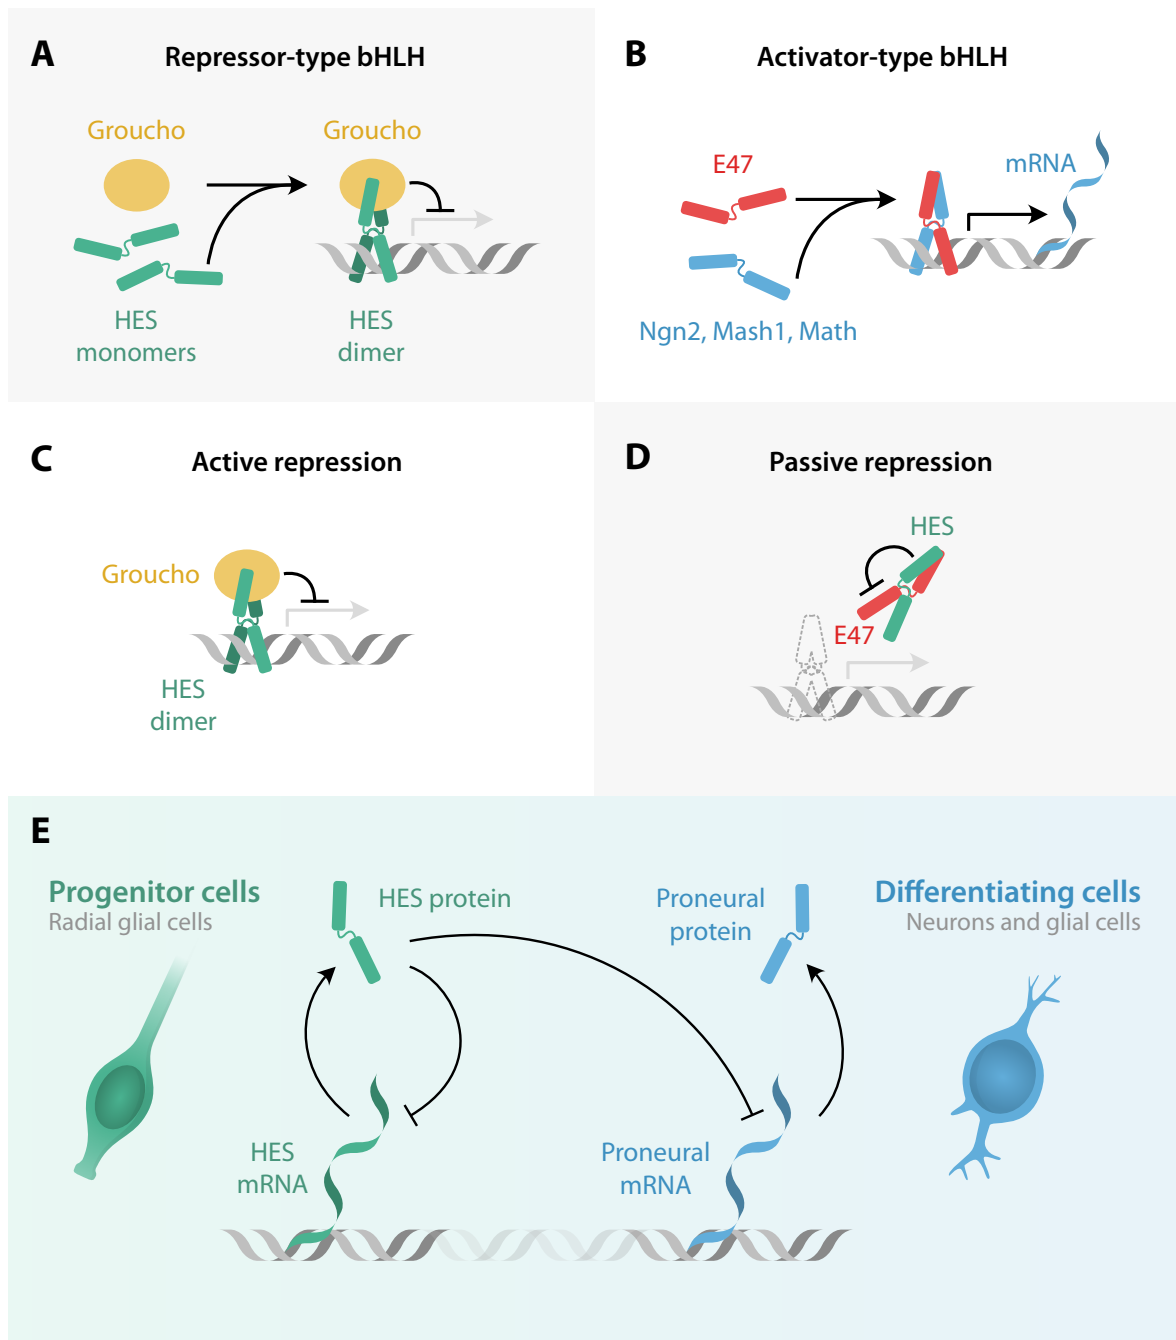 A
Repressor-type bHLH
Groucho
Groucho
HES
monomers
HES
dimer
B
Activator-type bHLH
E47
mRNA
Ngn2, Mash1, Math
C
Active repression
Groucho
HES
dimer
D
Passive repression
HES
E47
E
Progenitor cells
Radial glial cells
HES protein
Proneural
protein
Differentiating cells
Neurons and glial cells
HES
mRNA
Proneural
mRNA